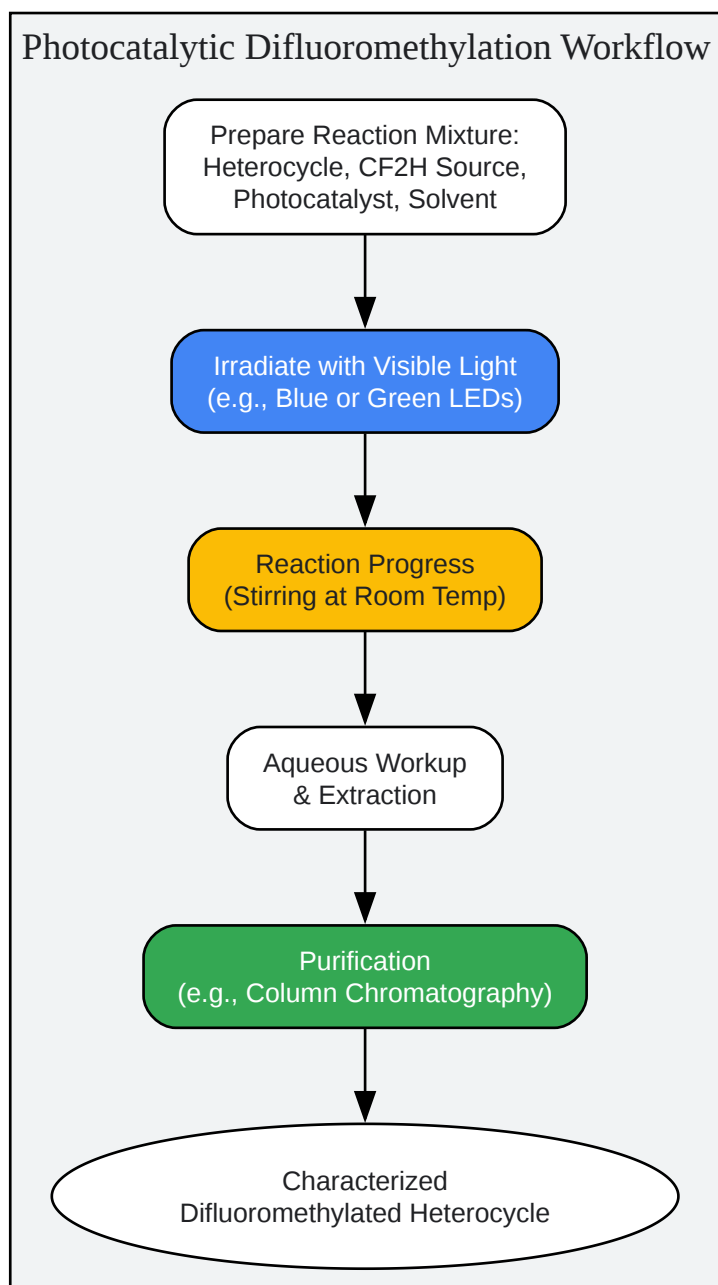 Photocatalytic Difluoromethylation Workflow
Prepare Reaction Mixture:
Heterocycle, CF2H Source,
Photocatalyst, Solvent
Irradiate with Visible Light
(e.g., Blue or Green LEDs)
Reaction Progress
(Stirring at Room Temp)
Aqueous Workup
& Extraction
Purification
(e.g., Column Chromatography)
Characterized
Difluoromethylated Heterocycle